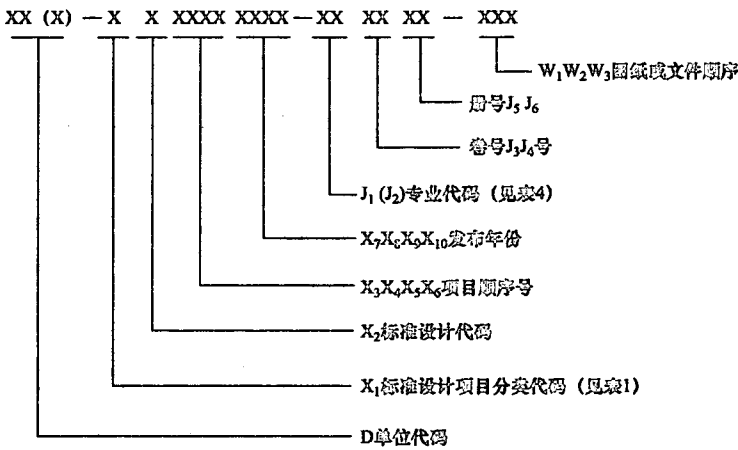 XX (X) — X X XXXX XXXX — XX XX XX — XXX
W₁W₂W₃图纸或文件顺序
册号J₅ J₆
卷号J₃J₄号
J₁ (J₂)专业代码（见表4）
X₇X₈X₉X₁₀发布年份
X₃X₄X₅X₆项目顺序号
X₂标准设计代码
X₁标准设计项目分类代码（见表1）
D单位代码